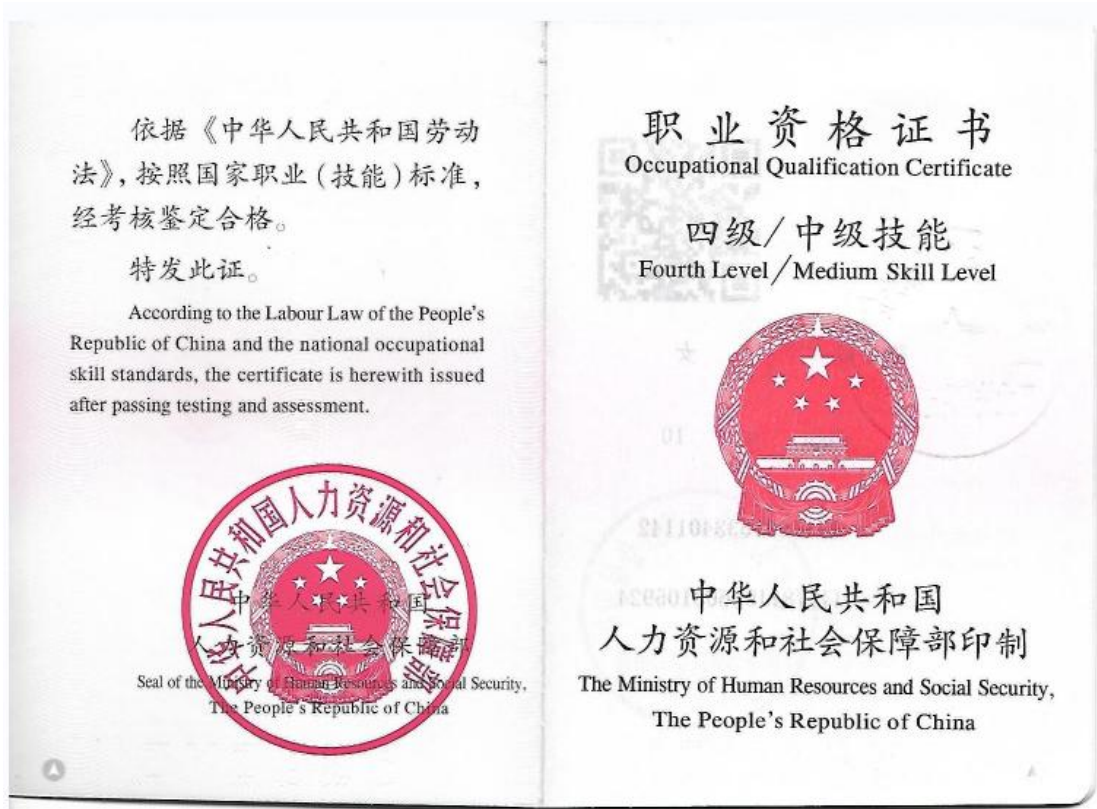 依据《中华人民共和国劳动
法》,按照国家职业(技能)标准,
经考核鉴定合格。
特发此证。
According to the Labour Law of the People's
Republic of China and the national occupational
skill standards, the certificate is herewith issued
after passing testing and assessment.
中华人民共和国人力资源和社会保障部
中华人民共和国
人力资源和社会保障部
Seal of the Ministry of Human Resources and Social Security,
The People's Republic of China
职业资格证书
Occupational Qualification Certificate
四级/中级技能
Fourth Level/Medium Skill Level
中华人民共和国
人力资源和社会保障部印制
The Ministry of Human Resources and Social Security,
The People's Republic of China